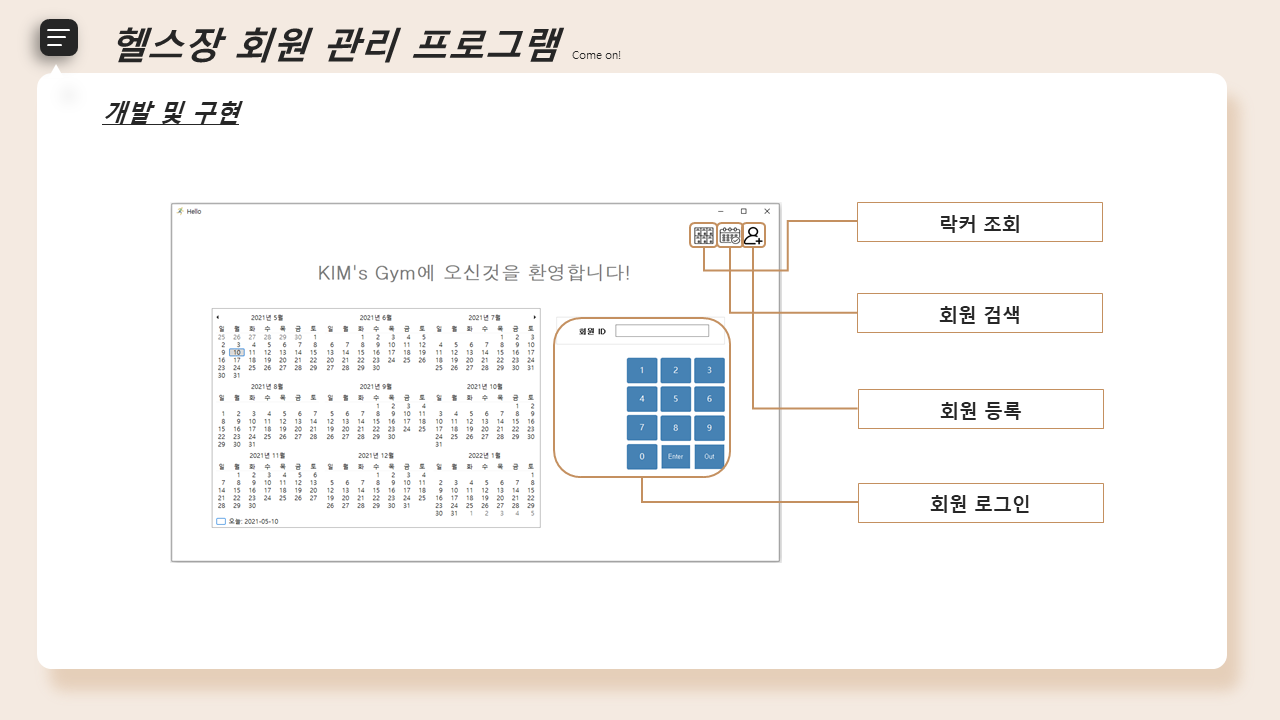 헬스장 회원 관리 프로그램 Come on!
개발 및 구현
Hello
락커 조회
KIM's Gym에 오신것을 환영합니다!
회원 검색
2021년 5월 2021년 6월 2021년 7월
일 월 화 수 목 금 토 일 월 화 수 목 금 토 일 월 화 수 목 금 토
25 26 27 28 29 30 1 1 2 3 4 5 1 2 3
2 3 4 5 6 7 8 6 7 8 9 10 11 12 4 5 6 7 8 9 10
9 10 11 12 13 14 15 13 14 15 16 17 18 19 11 12 13 14 15 16 17
16 17 18 19 20 21 22 20 21 22 23 24 25 26 18 19 20 21 22 23 24
23 24 25 26 27 28 29 27 28 29 30 25 26 27 28 29 30 31
30 31
2021년 8월 2021년 9월 2021년 10월
일 월 화 수 목 금 토 일 월 화 수 목 금 토 일 월 화 수 목 금 토
1 2 3 4 1 2
1 2 3 4 5 6 7 5 6 7 8 9 10 11 3 4 5 6 7 8 9
8 9 10 11 12 13 14 12 13 14 15 16 17 18 10 11 12 13 14 15 16
15 16 17 18 19 20 21 19 20 21 22 23 24 25 17 18 19 20 21 22 23
22 23 24 25 26 27 28 26 27 28 29 30 24 25 26 27 28 29 30
29 30 31 31
2021년 11월 2021년 12월 2022년 1월
일 월 화 수 목 금 토 일 월 화 수 목 금 토 일 월 화 수 목 금 토
1 2 3 4 5 6 1 2 3 4 1
7 8 9 10 11 12 13 5 6 7 8 9 10 11 2 3 4 5 6 7 8
14 15 16 17 18 19 20 12 13 14 15 16 17 18 9 10 11 12 13 14 15
21 22 23 24 25 26 27 19 20 21 22 23 24 25 16 17 18 19 20 21 22
28 29 30 26 27 28 29 30 31 23 24 25 26 27 28 29
30 31 1 2 3 4 5
오늘: 2021-05-10
회원 ID
1 2 3
4 5 6
7 8 9
0 Enter Out
회원 등록
회원 로그인